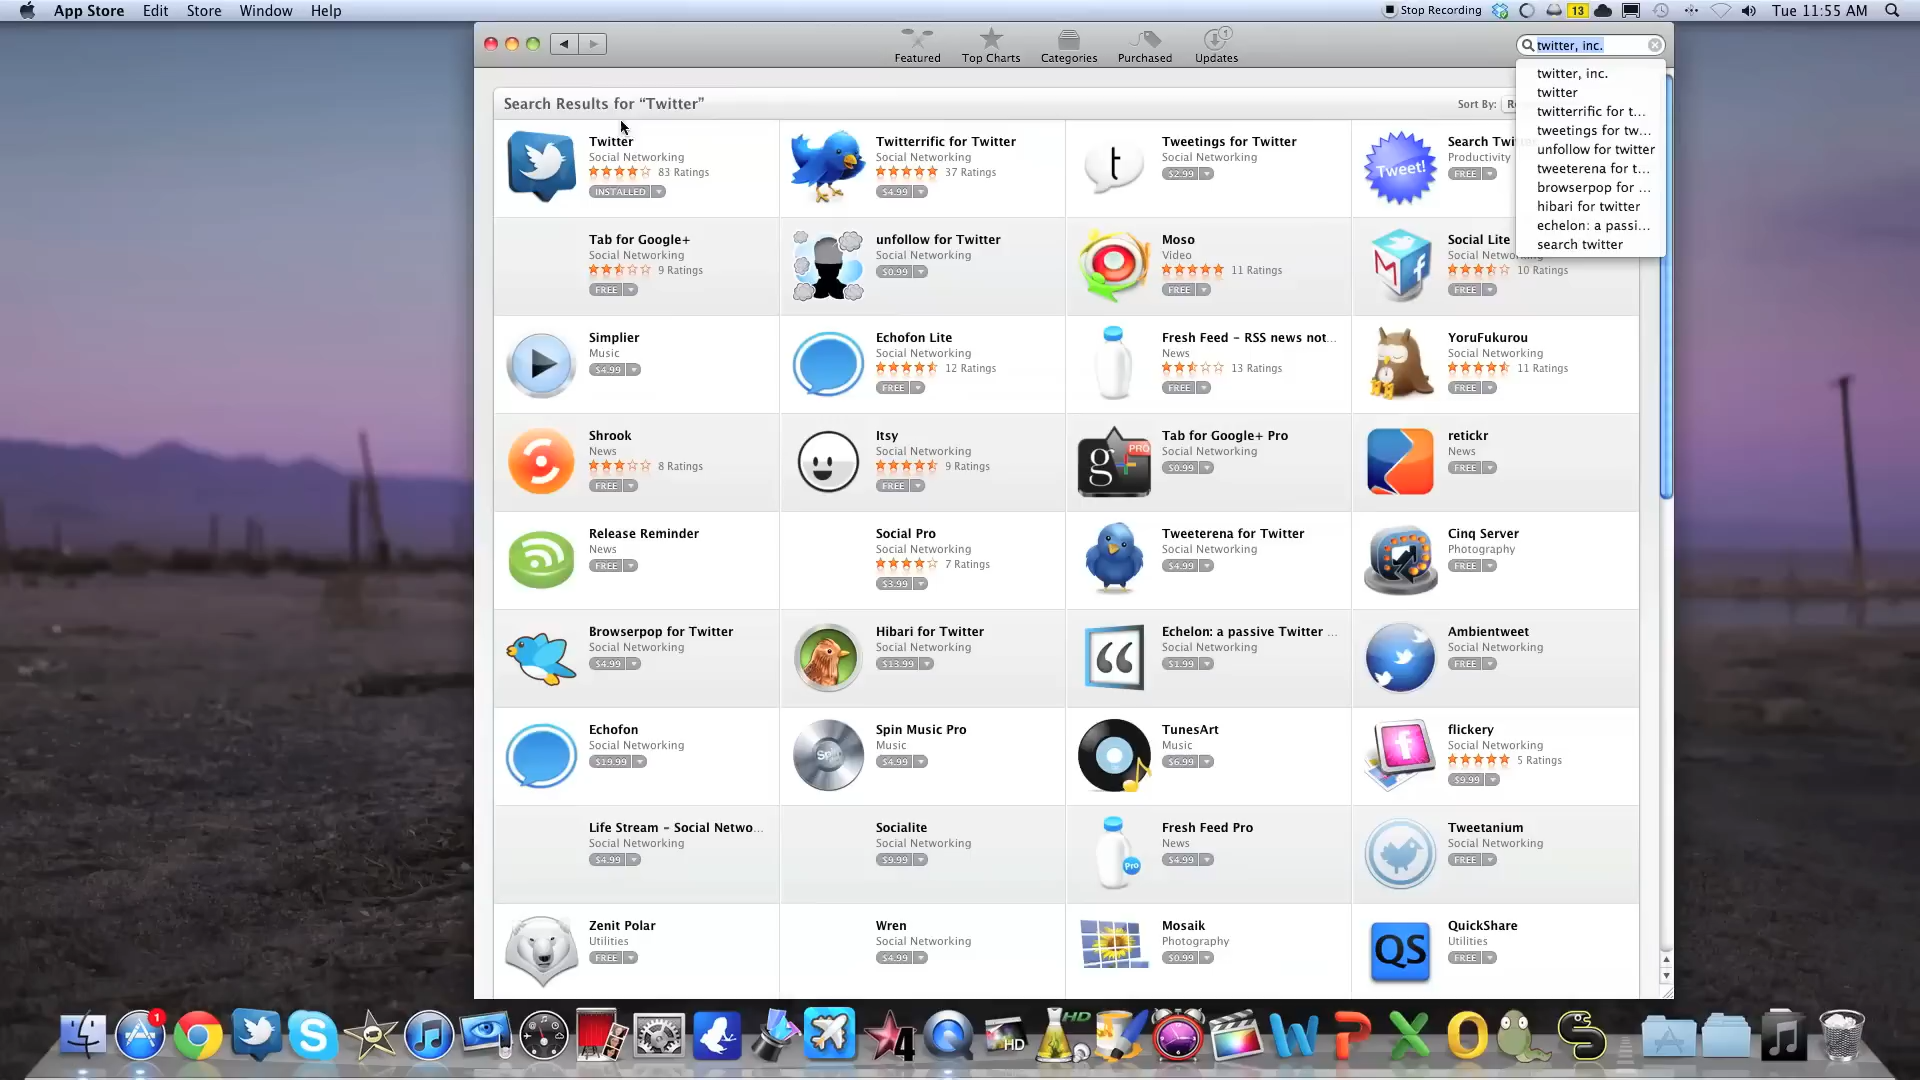 App Store Edit Store Window Help
Stop Recording 13 Tue 11:55 AM
Featured Top Charts Categories Purchased Updates 1
twitter, inc.
twitter, inc.
twitter
twitterrific for t...
tweetings for tw...
unfollow for twitter
tweeterena for t...
browserpop for ...
hibari for twitter
echelon: a passi...
search twitter
Search Results for “Twitter”
Sort By:
Twitter
Social Networking
83 Ratings
INSTALLED
Twitterrific for Twitter
Social Networking
37 Ratings
$4.99
t
Tweetings for Twitter
Social Networking
$2.99
Tweet!
Search Twi
Productivity
FREE
Tab for Google+
Social Networking
9 Ratings
FREE
unfollow for Twitter
Social Networking
$0.99
Moso
Video
11 Ratings
FREE
M f
Social Lite
Social Networking
10 Ratings
FREE
Simplier
Music
$4.99
Echofon Lite
Social Networking
12 Ratings
FREE
Fresh Feed – RSS news not...
News
13 Ratings
FREE
YoruFukurou
Social Networking
11 Ratings
FREE
Shrook
News
8 Ratings
FREE
Itsy
Social Networking
9 Ratings
FREE
g PRO
Tab for Google+ Pro
Social Networking
$0.99
retickr
News
FREE
Release Reminder
News
FREE
Social Pro
Social Networking
7 Ratings
$3.99
Tweeterena for Twitter
Social Networking
$4.99
Cinq Server
Photography
FREE
Browserpop for Twitter
Social Networking
$4.99
Hibari for Twitter
Social Networking
$13.99
Echelon: a passive Twitter ...
Social Networking
$1.99
Ambientweet
Social Networking
FREE
Echofon
Social Networking
$19.99
Spin
Spin Music Pro
Music
$4.99
TunesArt
Music
$6.99
f
flickery
Social Networking
5 Ratings
$9.99
Life Stream – Social Netwo...
Social Networking
$4.99
Socialite
Social Networking
$9.99
Pro
Fresh Feed Pro
News
$4.99
Tweetanium
Social Networking
FREE
Zenit Polar
Utilities
FREE
Wren
Social Networking
$4.99
Mosaik
Photography
$0.99
QS
QuickShare
Utilities
FREE
1 S 4 HD HD W P X O